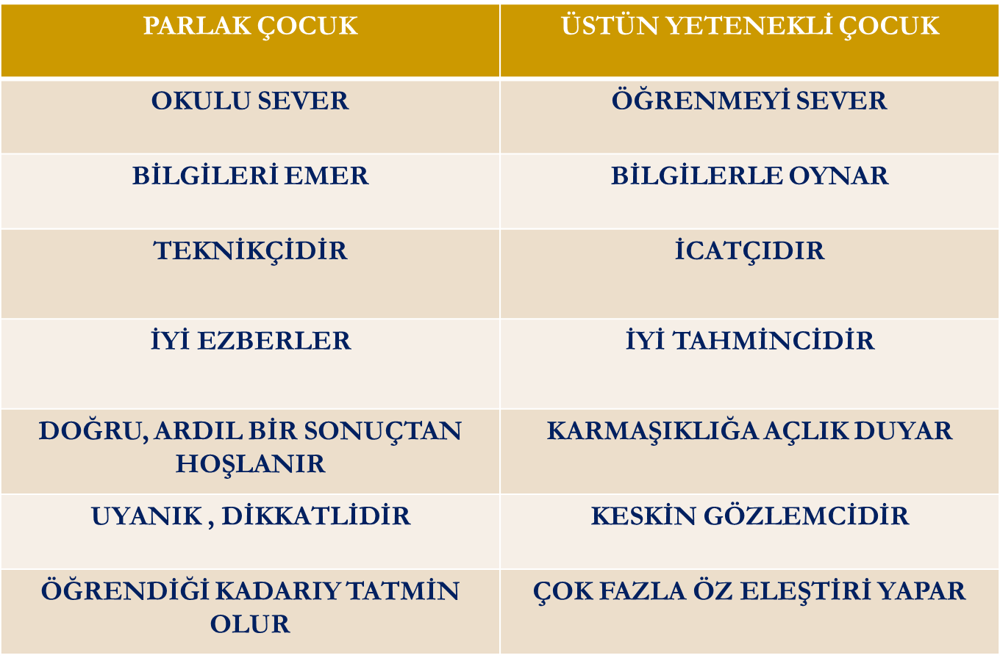 PARLAK ÇOCUK
ÜSTÜN YETENEKLİ ÇOCUK
OKULU SEVER
ÖĞRENMEYİ SEVER
BİLGİLERİ EMER
BİLGİLERLE OYNAR
TEKNİKÇİDİR
İCATÇIDIR
İYİ EZBERLER
İYİ TAHMİNCİDİR
DOĞRU, ARDIL BİR SONUÇTAN
HOŞLANIR
KARMAŞIKLIĞA AÇLIK DUYAR
UYANIK , DİKKATLİDİR
KESKİN GÖZLEMCİDİR
ÖĞRENDİĞİ KADARIY TATMİN
OLUR
ÇOK FAZLA ÖZ ELEŞTİRİ YAPAR